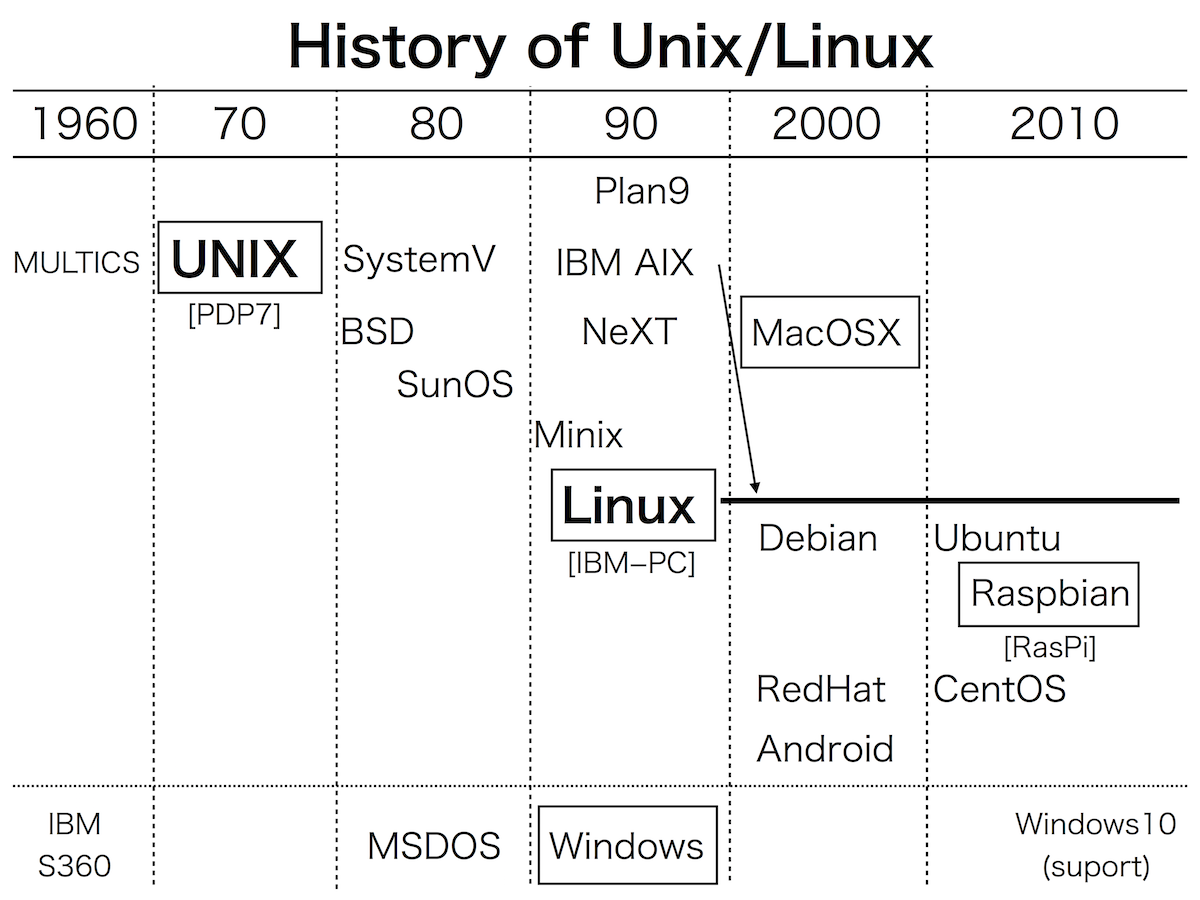 History of Unix/Linux
1960 70 80 90 2000 2010
Plan9
MULTICS UNIX SystemV IBM AIX
[PDP7]
BSD NeXT MacOSX
SunOS
Minix
Linux
[IBM–PC]
Debian Ubuntu
Raspbian
[RasPi]
RedHat CentOS
Android
IBM
S360
MSDOS Windows
Windows10
(suport)